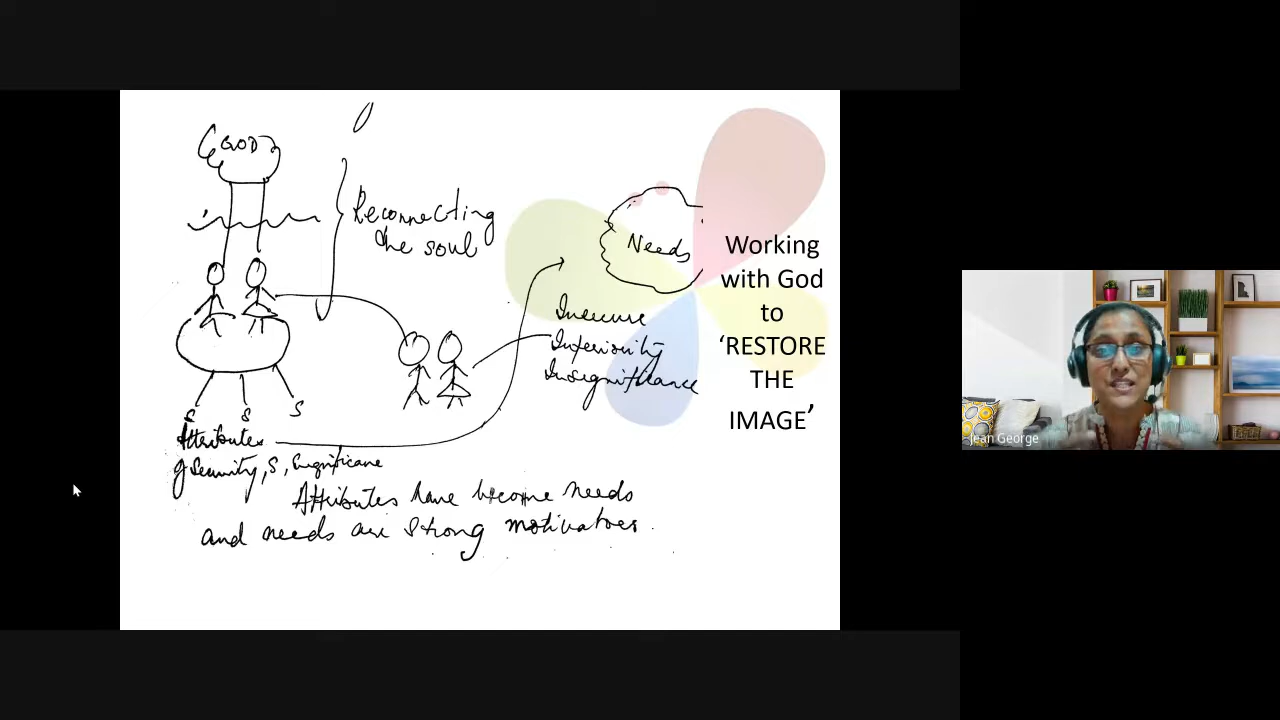 GOD
Reconnecting
the soul
Needs
Insecure
Inferiority
Insignificance
S S S
Attributes
of Security, S, Significane
Attributes have become needs
and needs are strong motivators.
Working
with God
to
‘RESTORE
THE
IMAGE’
Jean George